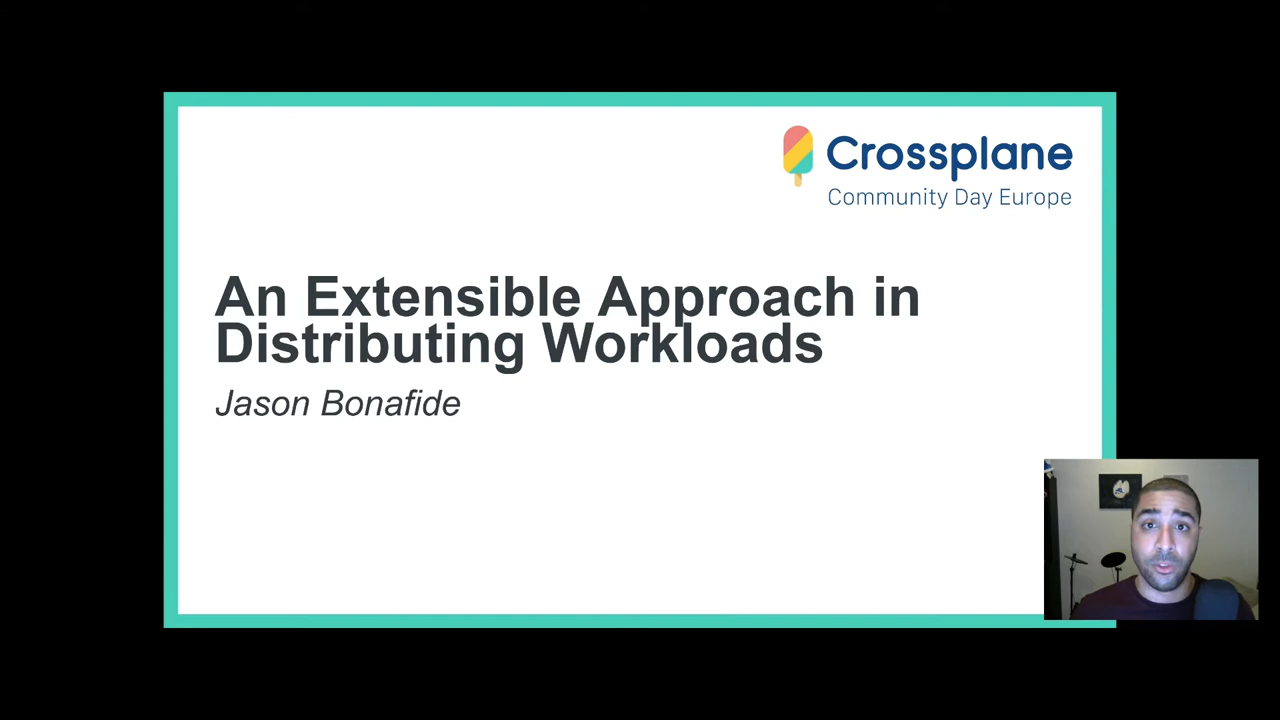 Crossplane
Community Day Europe
An Extensible Approach in
Distributing Workloads
Jason Bonafide